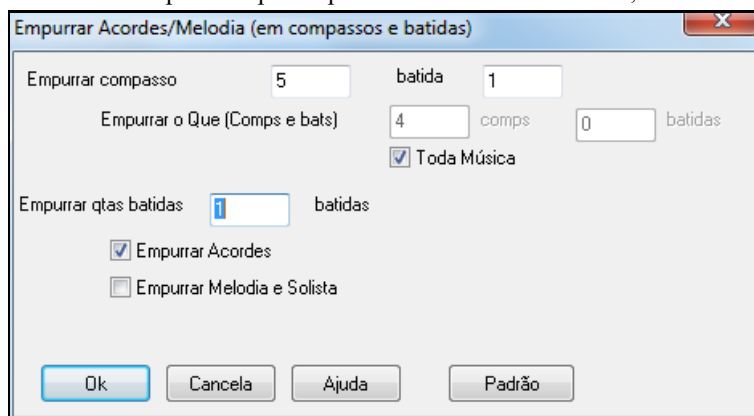 Empurrar Acordes/Melodia (em compassos e batidas)
Empurrar compasso 5 batida 1
Empurrar o Que (Comps e bats) 4 comps 0 batidas
Toda Música
Empurrar qtas batidas 1 batidas
Empurrar Acordes
Empurrar Melodia e Solista
Ok Cancela Ajuda Padrão